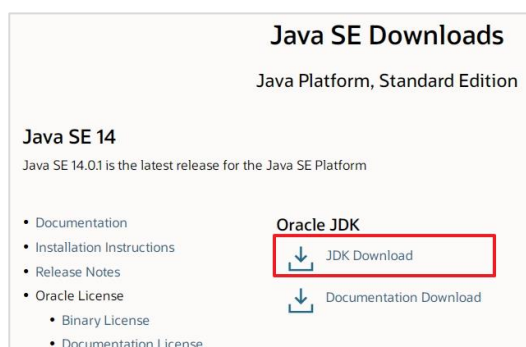 Java SE Downloads
Java Platform, Standard Edition
Java SE 14
Java SE 14.0.1 is the latest release for the Java SE Platform
• Documentation
• Installation Instructions
• Release Notes
• Oracle License
• Binary License
• Documentation License
Oracle JDK
JDK Download
Documentation Download